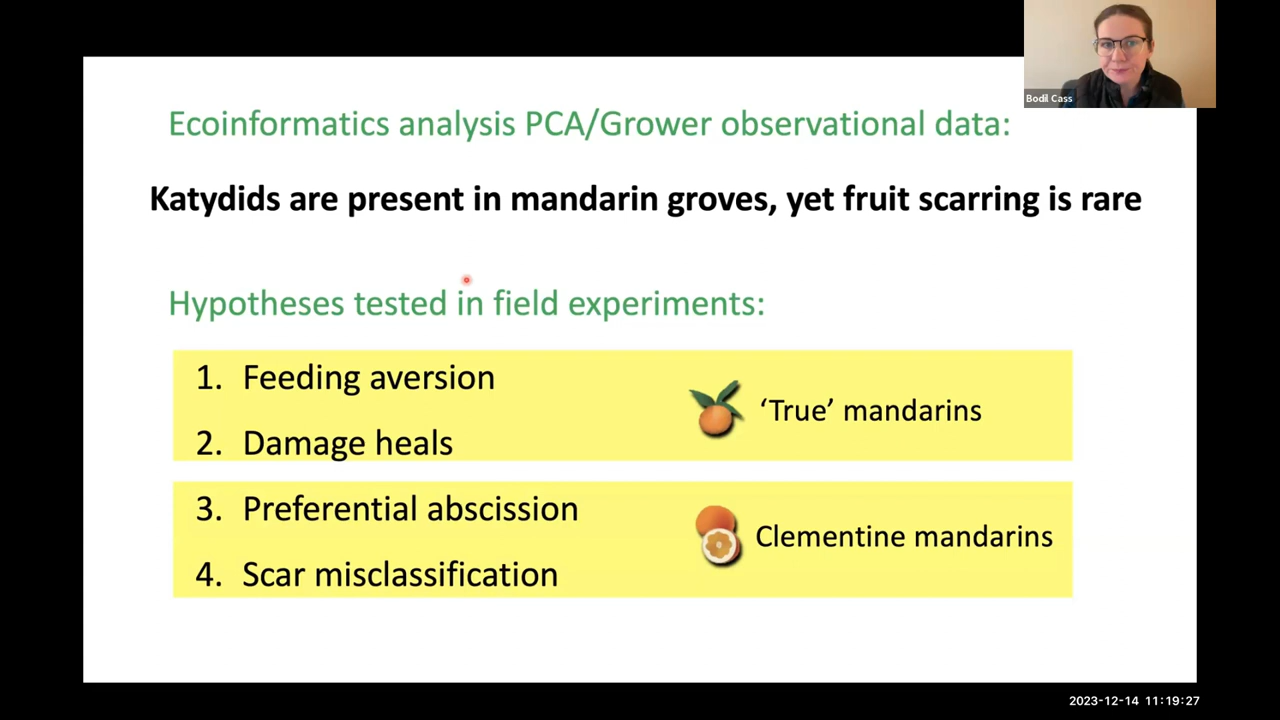 Bodil Cass
Ecoinformatics analysis PCA/Grower observational data:
Katydids are present in mandarin groves, yet fruit scarring is rare
Hypotheses tested in field experiments:
1. Feeding aversion
2. Damage heals
‘True’ mandarins
3. Preferential abscission
4. Scar misclassification
Clementine mandarins
2023-12-14 11:19:27